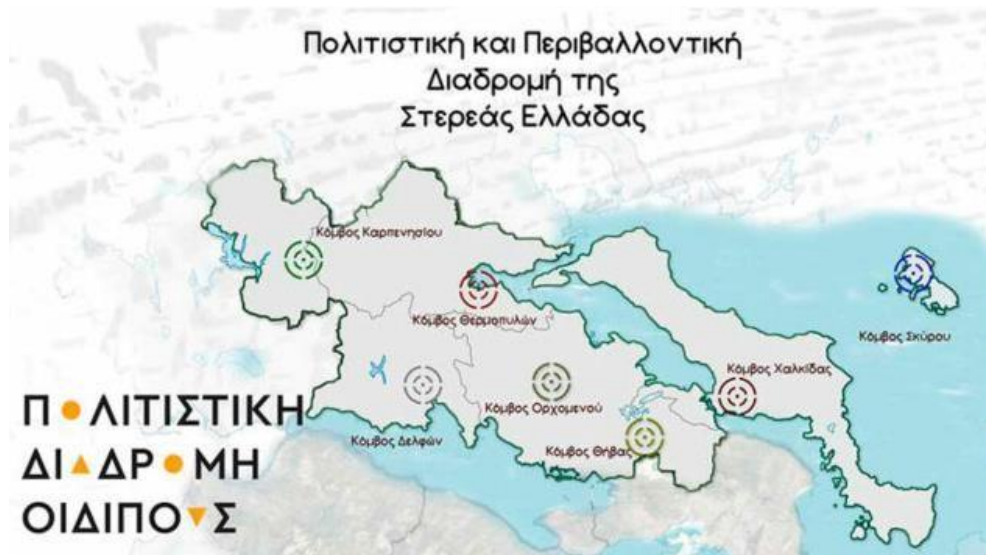 Πολιτιστική και Περιβαλλοντική
Διαδρομή της
Στερεάς Ελλάδας
Κόμβος Καρπενησίου
Κόμβος Θερμοπυλών
Κόμβος Σκύρου
Κόμβος Χαλκίδας
Κόμβος Ορχομενού
Κόμβος Δελφών
Κόμβος Θήβας
ΠΟΛΙΤΙΣΤΙΚΗ
ΔΙΑΔΡΟΜΗ
ΟΙΔΙΠΟΥΣ